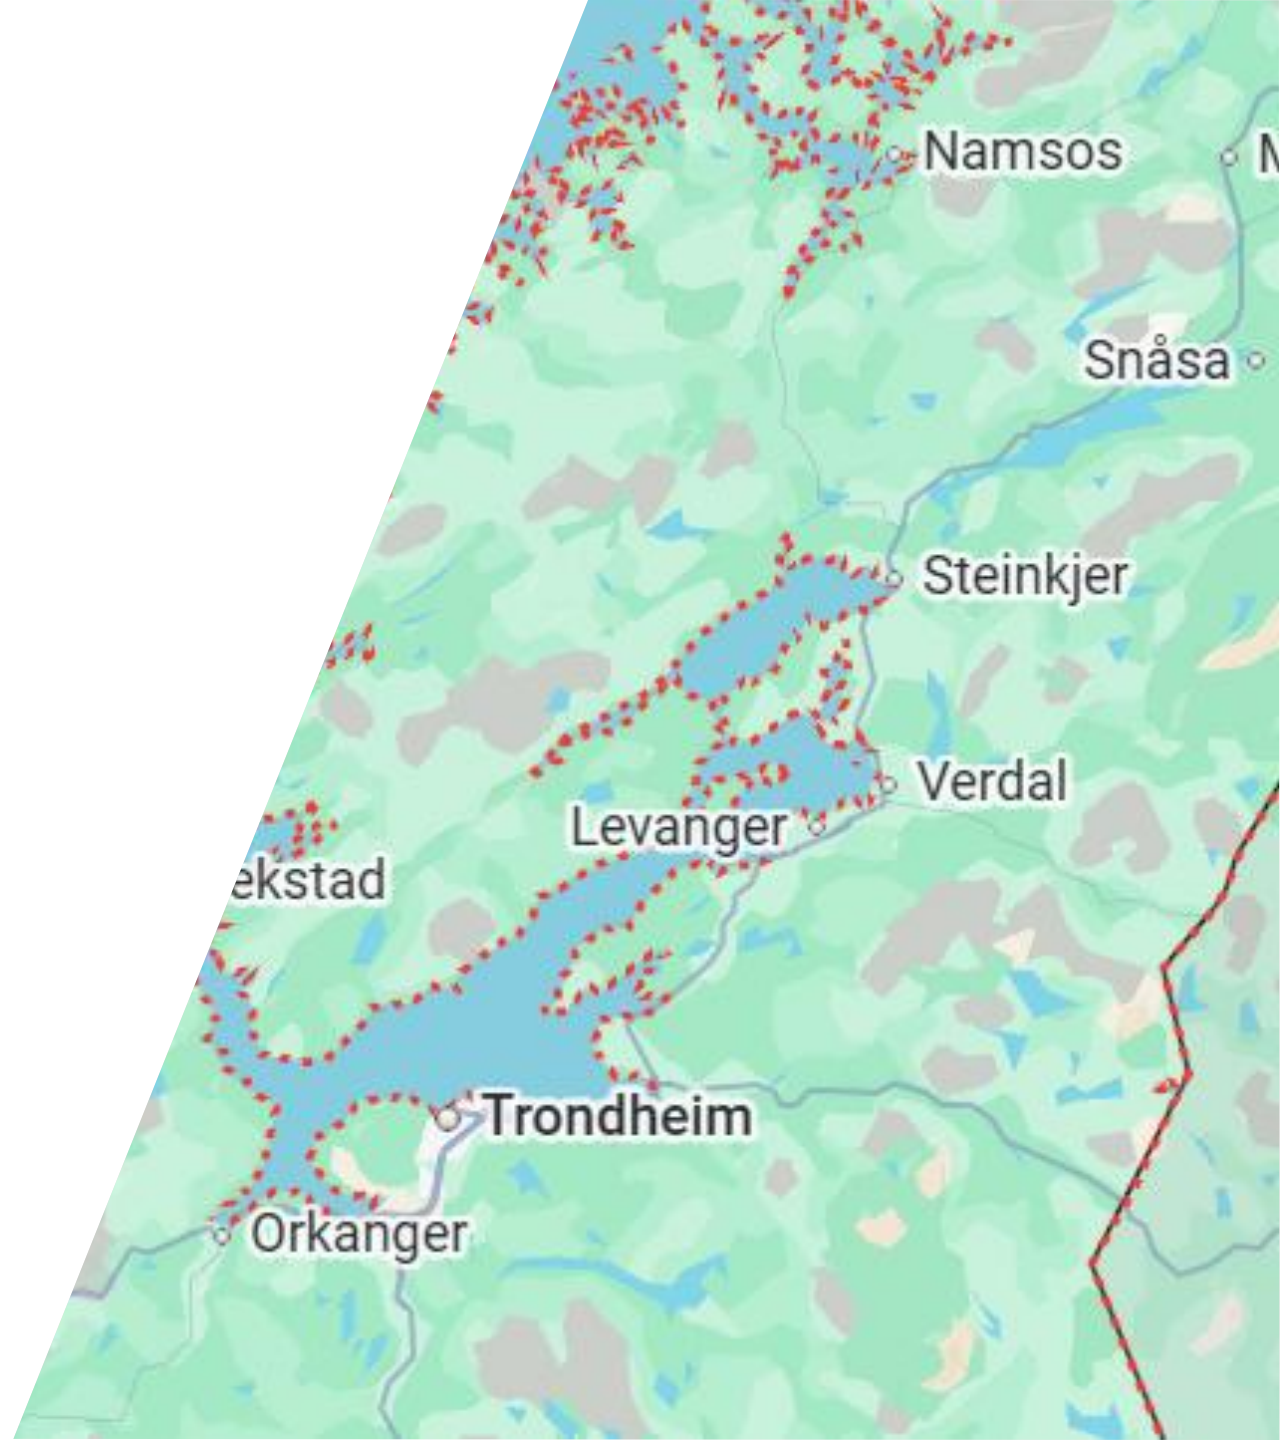 Namsos
Snåsa
Steinkjer
Verdal
Levanger
ekstad
Trondheim
Orkanger